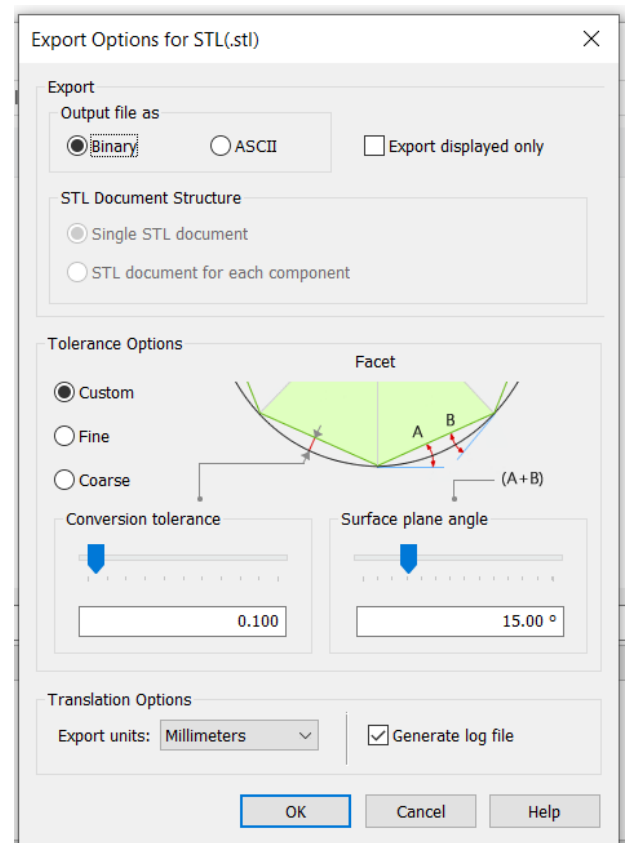 Export Options for STL(.stl)
Export
Output file as
Binary ASCII Export displayed only
STL Document Structure
Single STL document
STL document for each component
Tolerance Options
Facet
Custom
A B
Fine
Coarse (A+B)
Conversion tolerance Surface plane angle
0.100 15.00 °
Translation Options
Export units: Millimeters Generate log file
OK Cancel Help